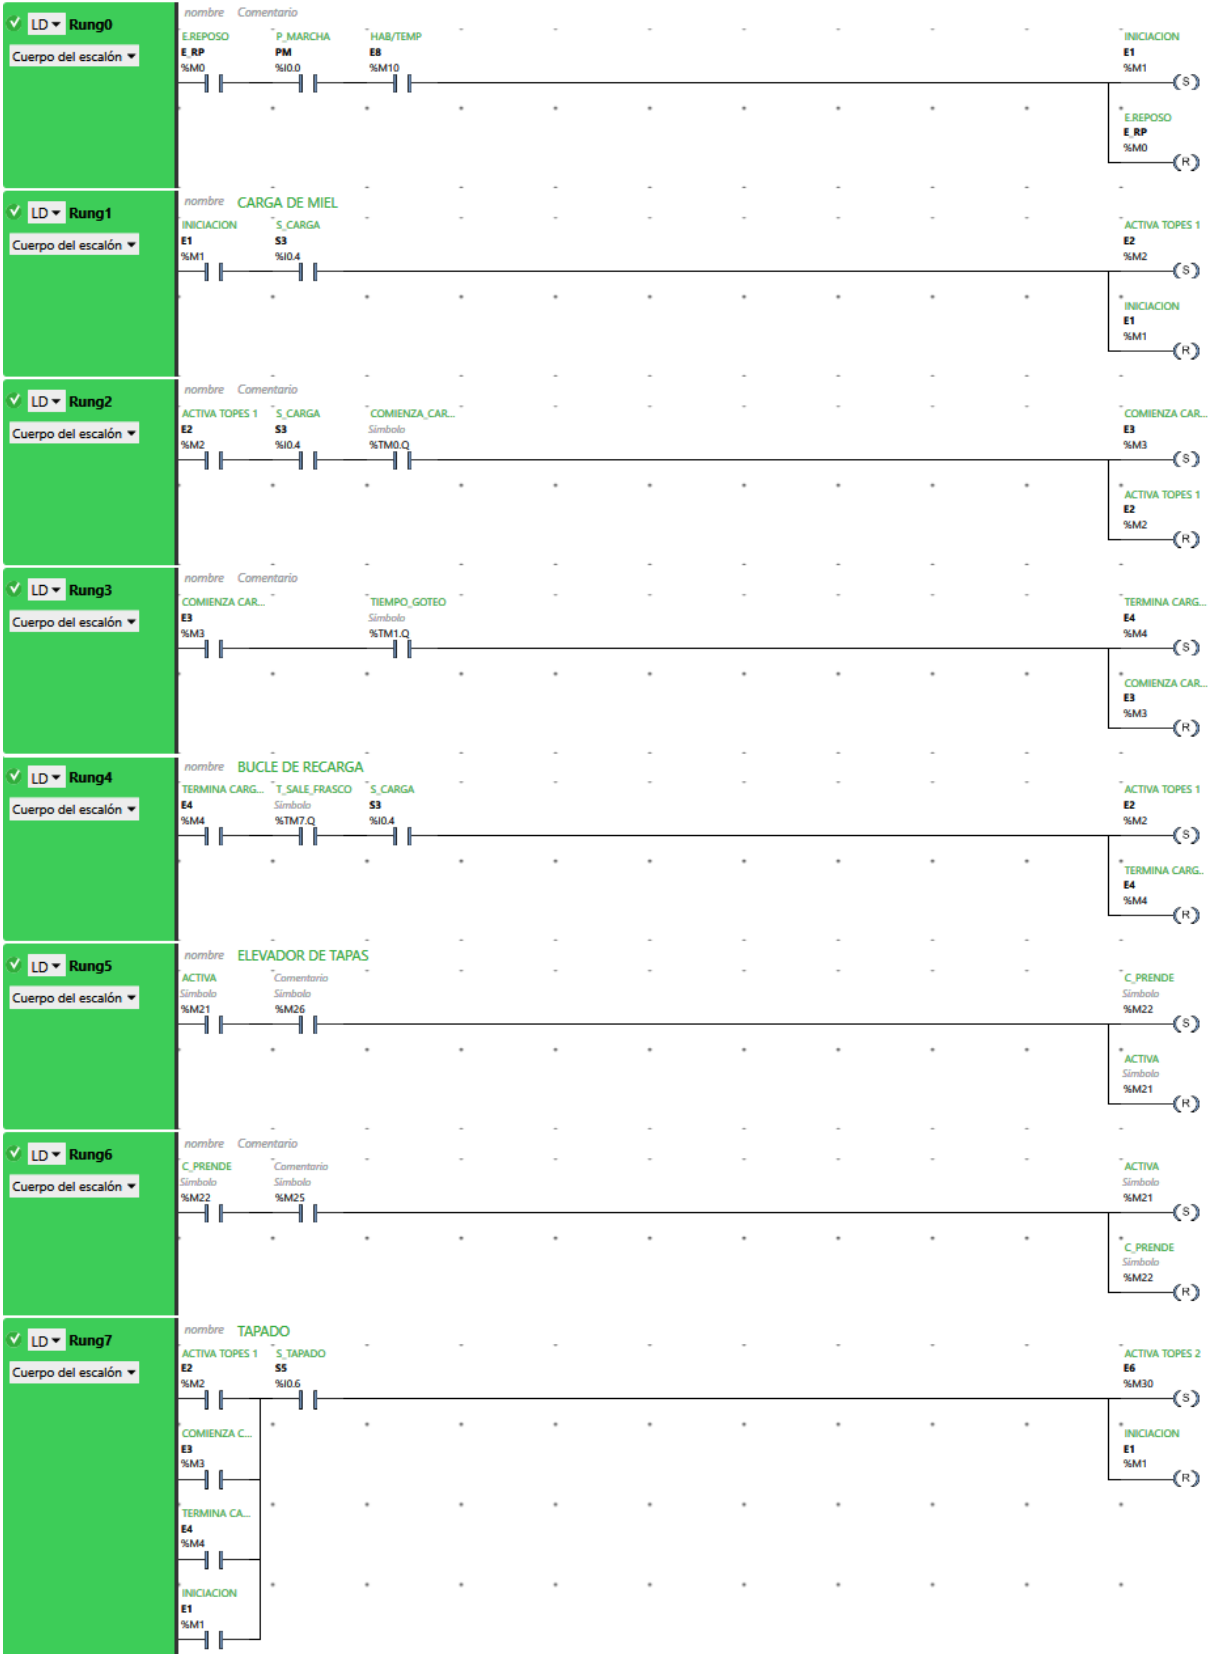 nombre Comentario
LD Rung0
Cuerpo del escalón
E.REPOSO P_MARCHA HAB/TEMP INICIACION
E_RP PM E8 E1
%M0 %I0.0 %M10 %M1
(S)
E.REPOSO
E_RP
%M0
(R)
nombre CARGA DE MIEL
LD Rung1
Cuerpo del escalón
INICIACION S_CARGA ACTIVA TOPES 1
E1 S3 E2
%M1 %I0.4 %M2
(S)
INICIACION
E1
%M1
(R)
nombre Comentario
LD Rung2
Cuerpo del escalón
ACTIVA TOPES 1 S_CARGA COMIENZA_CAR... COMIENZA CAR...
E2 S3 Símbolo E3
%M2 %I0.4 %TM0.Q %M3
(S)
ACTIVA TOPES 1
E2
%M2
(R)
nombre Comentario
LD Rung3
Cuerpo del escalón
COMIENZA CAR... TIEMPO_GOTEO TERMINA CARG...
E3 Símbolo E4
%M3 %TM1.Q %M4
(S)
COMIENZA CAR...
E3
%M3
(R)
nombre BUCLE DE RECARGA
LD Rung4
Cuerpo del escalón
TERMINA CARG... T_SALE_FRASCO S_CARGA ACTIVA TOPES 1
E4 Símbolo S3 E2
%M4 %TM7.Q %I0.4 %M2
(S)
TERMINA CARG..
E4
%M4
(R)
nombre ELEVADOR DE TAPAS
LD Rung5
Cuerpo del escalón
ACTIVA Comentario C_PRENDE
Símbolo Símbolo Símbolo
%M21 %M26 %M22
(S)
ACTIVA
Símbolo
%M21
(R)
nombre Comentario
LD Rung6
Cuerpo del escalón
C_PRENDE Comentario ACTIVA
Símbolo Símbolo Símbolo
%M22 %M25 %M21
(S)
C_PRENDE
Símbolo
%M22
(R)
nombre TAPADO
LD Rung7
Cuerpo del escalón
ACTIVA TOPES 1 S_TAPADO ACTIVA TOPES 2
E2 S5 E6
%M2 %I0.6 %M30
(S)
COMIENZA C... INICIACION
E3 E1
%M3 %M1
(R)
TERMINA CA...
E4
%M4
INICIACION
E1
%M1